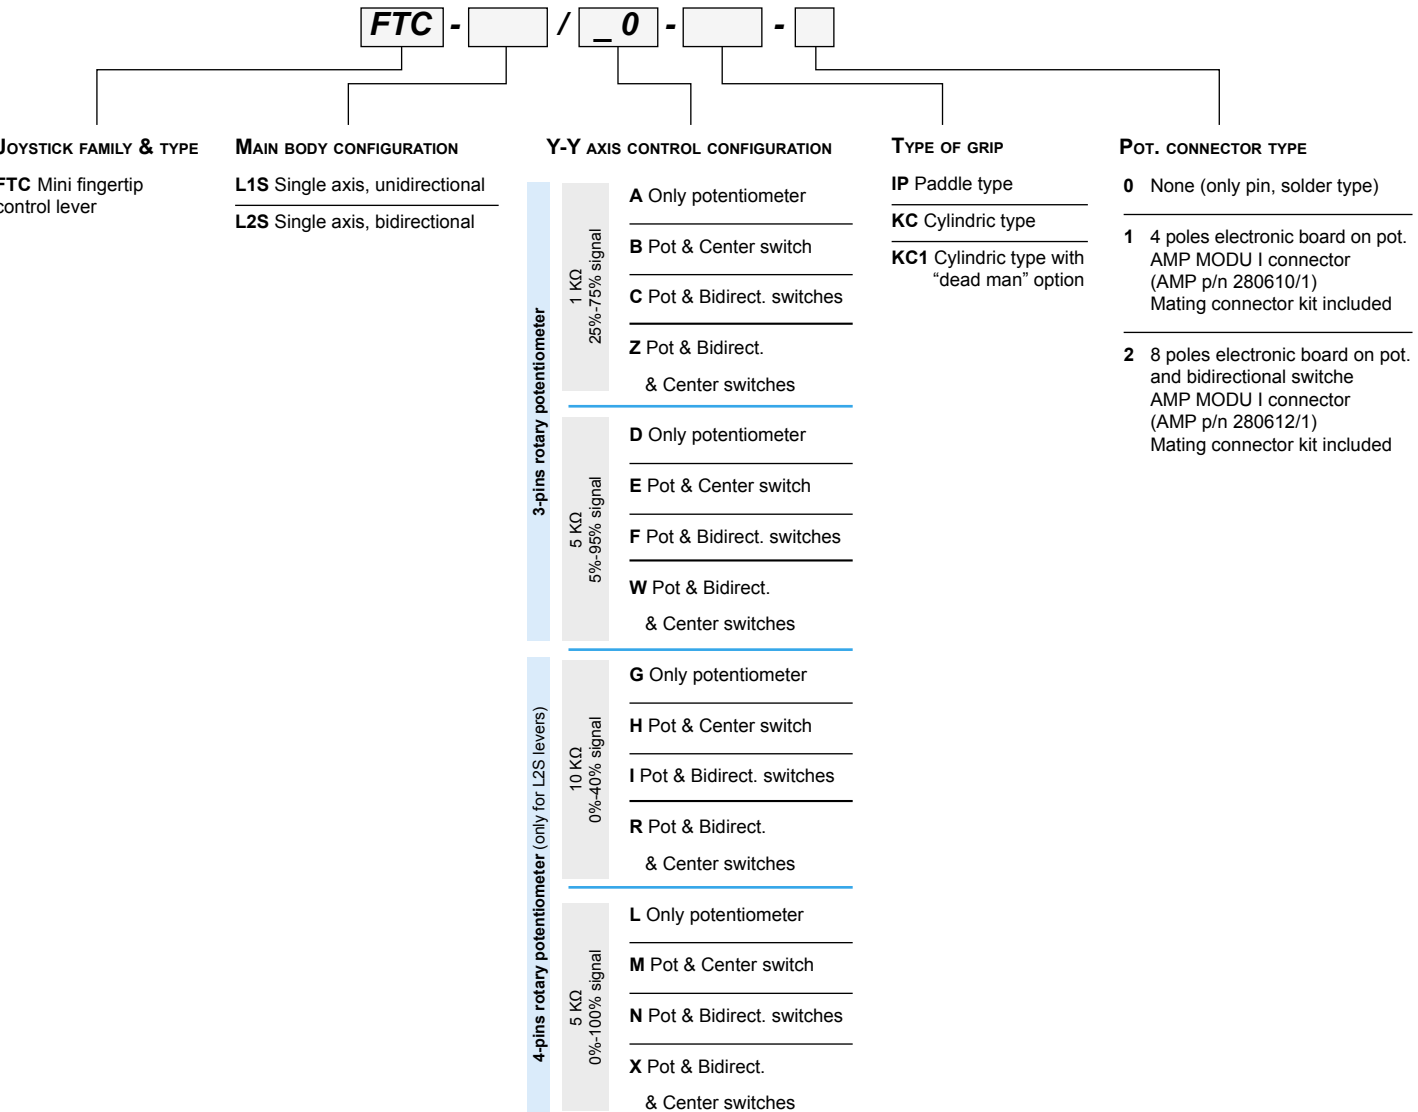 FTC - / _ 0 - -
JOYSTICK FAMILY & TYPE
FTC Mini fingertip
control lever
MAIN BODY CONFIGURATION
L1S Single axis, unidirectional
L2S Single axis, bidirectional
Y-Y AXIS CONTROL CONFIGURATION
3-pins rotary potentiometer
1 KΩ
25%-75% signal
A Only potentiometer
B Pot & Center switch
C Pot & Bidirect. switches
Z Pot & Bidirect.
& Center switches
5 KΩ
5%-95% signal
D Only potentiometer
E Pot & Center switch
F Pot & Bidirect. switches
W Pot & Bidirect.
& Center switches
4-pins rotary potentiometer (only for L2S levers)
10 KΩ
0%-40% signal
G Only potentiometer
H Pot & Center switch
I Pot & Bidirect. switches
R Pot & Bidirect.
& Center switches
5 KΩ
0%-100% signal
L Only potentiometer
M Pot & Center switch
N Pot & Bidirect. switches
X Pot & Bidirect.
& Center switches
TYPE OF GRIP
IP Paddle type
KC Cylindric type
KC1 Cylindric type with
“dead man” option
POT. CONNECTOR TYPE
0 None (only pin, solder type)
1 4 poles electronic board on pot.
AMP MODU I connector
(AMP p/n 280610/1)
Mating connector kit included
2 8 poles electronic board on pot.
and bidirectional switche
AMP MODU I connector
(AMP p/n 280612/1)
Mating connector kit included